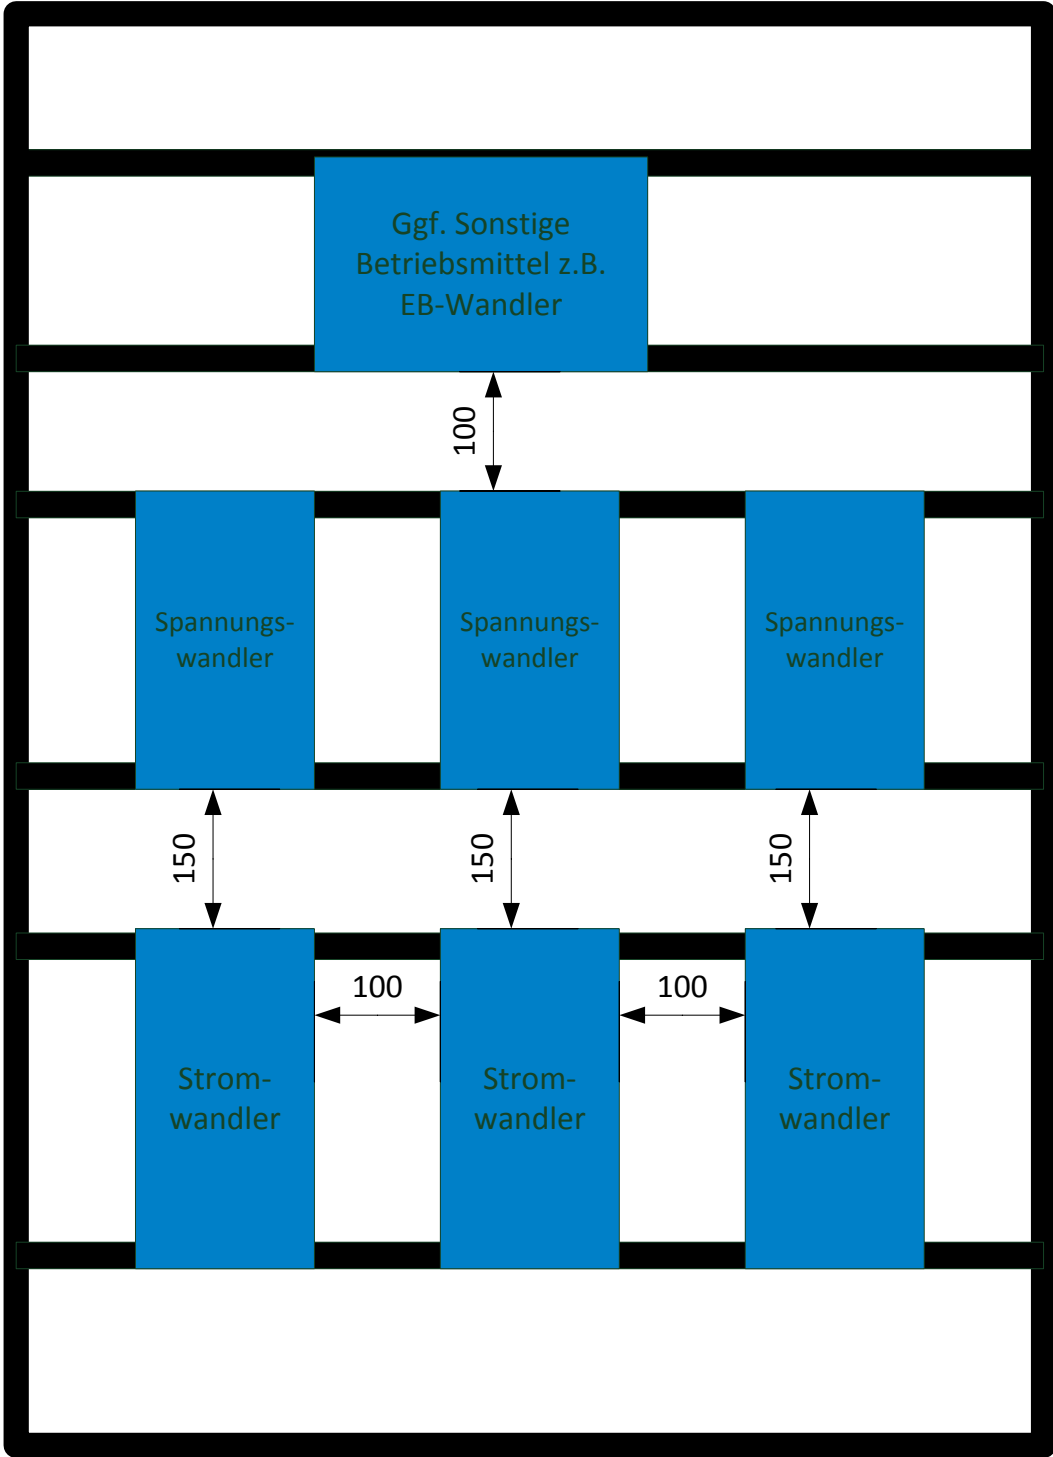 Ggf. Sonstige
Betriebsmittel z.B.
EB-Wandler
100
Spannungs-
wandler
Spannungs-
wandler
Spannungs-
wandler
150
150
150
100
100
Strom-
wandler
Strom-
wandler
Strom-
wandler